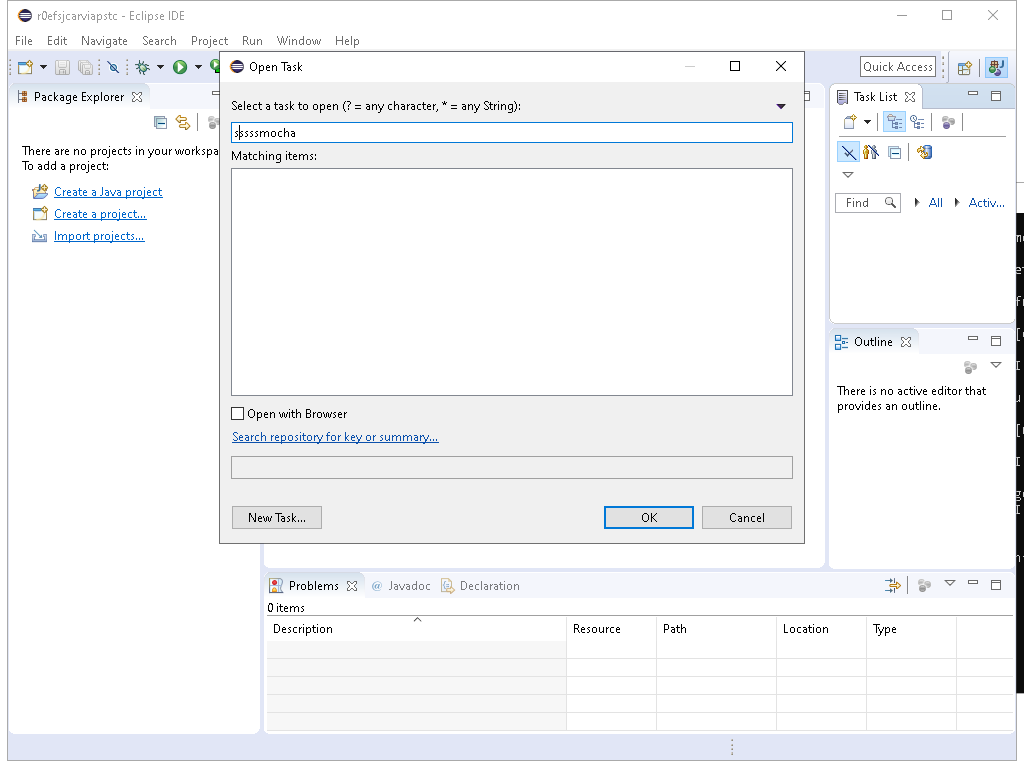 r0efsjcarviapstc - Eclipse IDE
File Edit Navigate Search Project Run Window Help
Quick Access
Open Task
Package Explorer
Task List
Select a task to open (? = any character, * = any String):
sssssmocha
Matching items:
There are no projects in your workspa
To add a project:
Create a Java project
Create a project...
Import projects...
Find
All
Activ...
Outline
There is no active editor that
provides an outline.
Open with Browser
Search repository for key or summary...
New Task...
OK
Cancel
Problems
@ Javadoc
Declaration
0 items
Description Resource Path Location Type